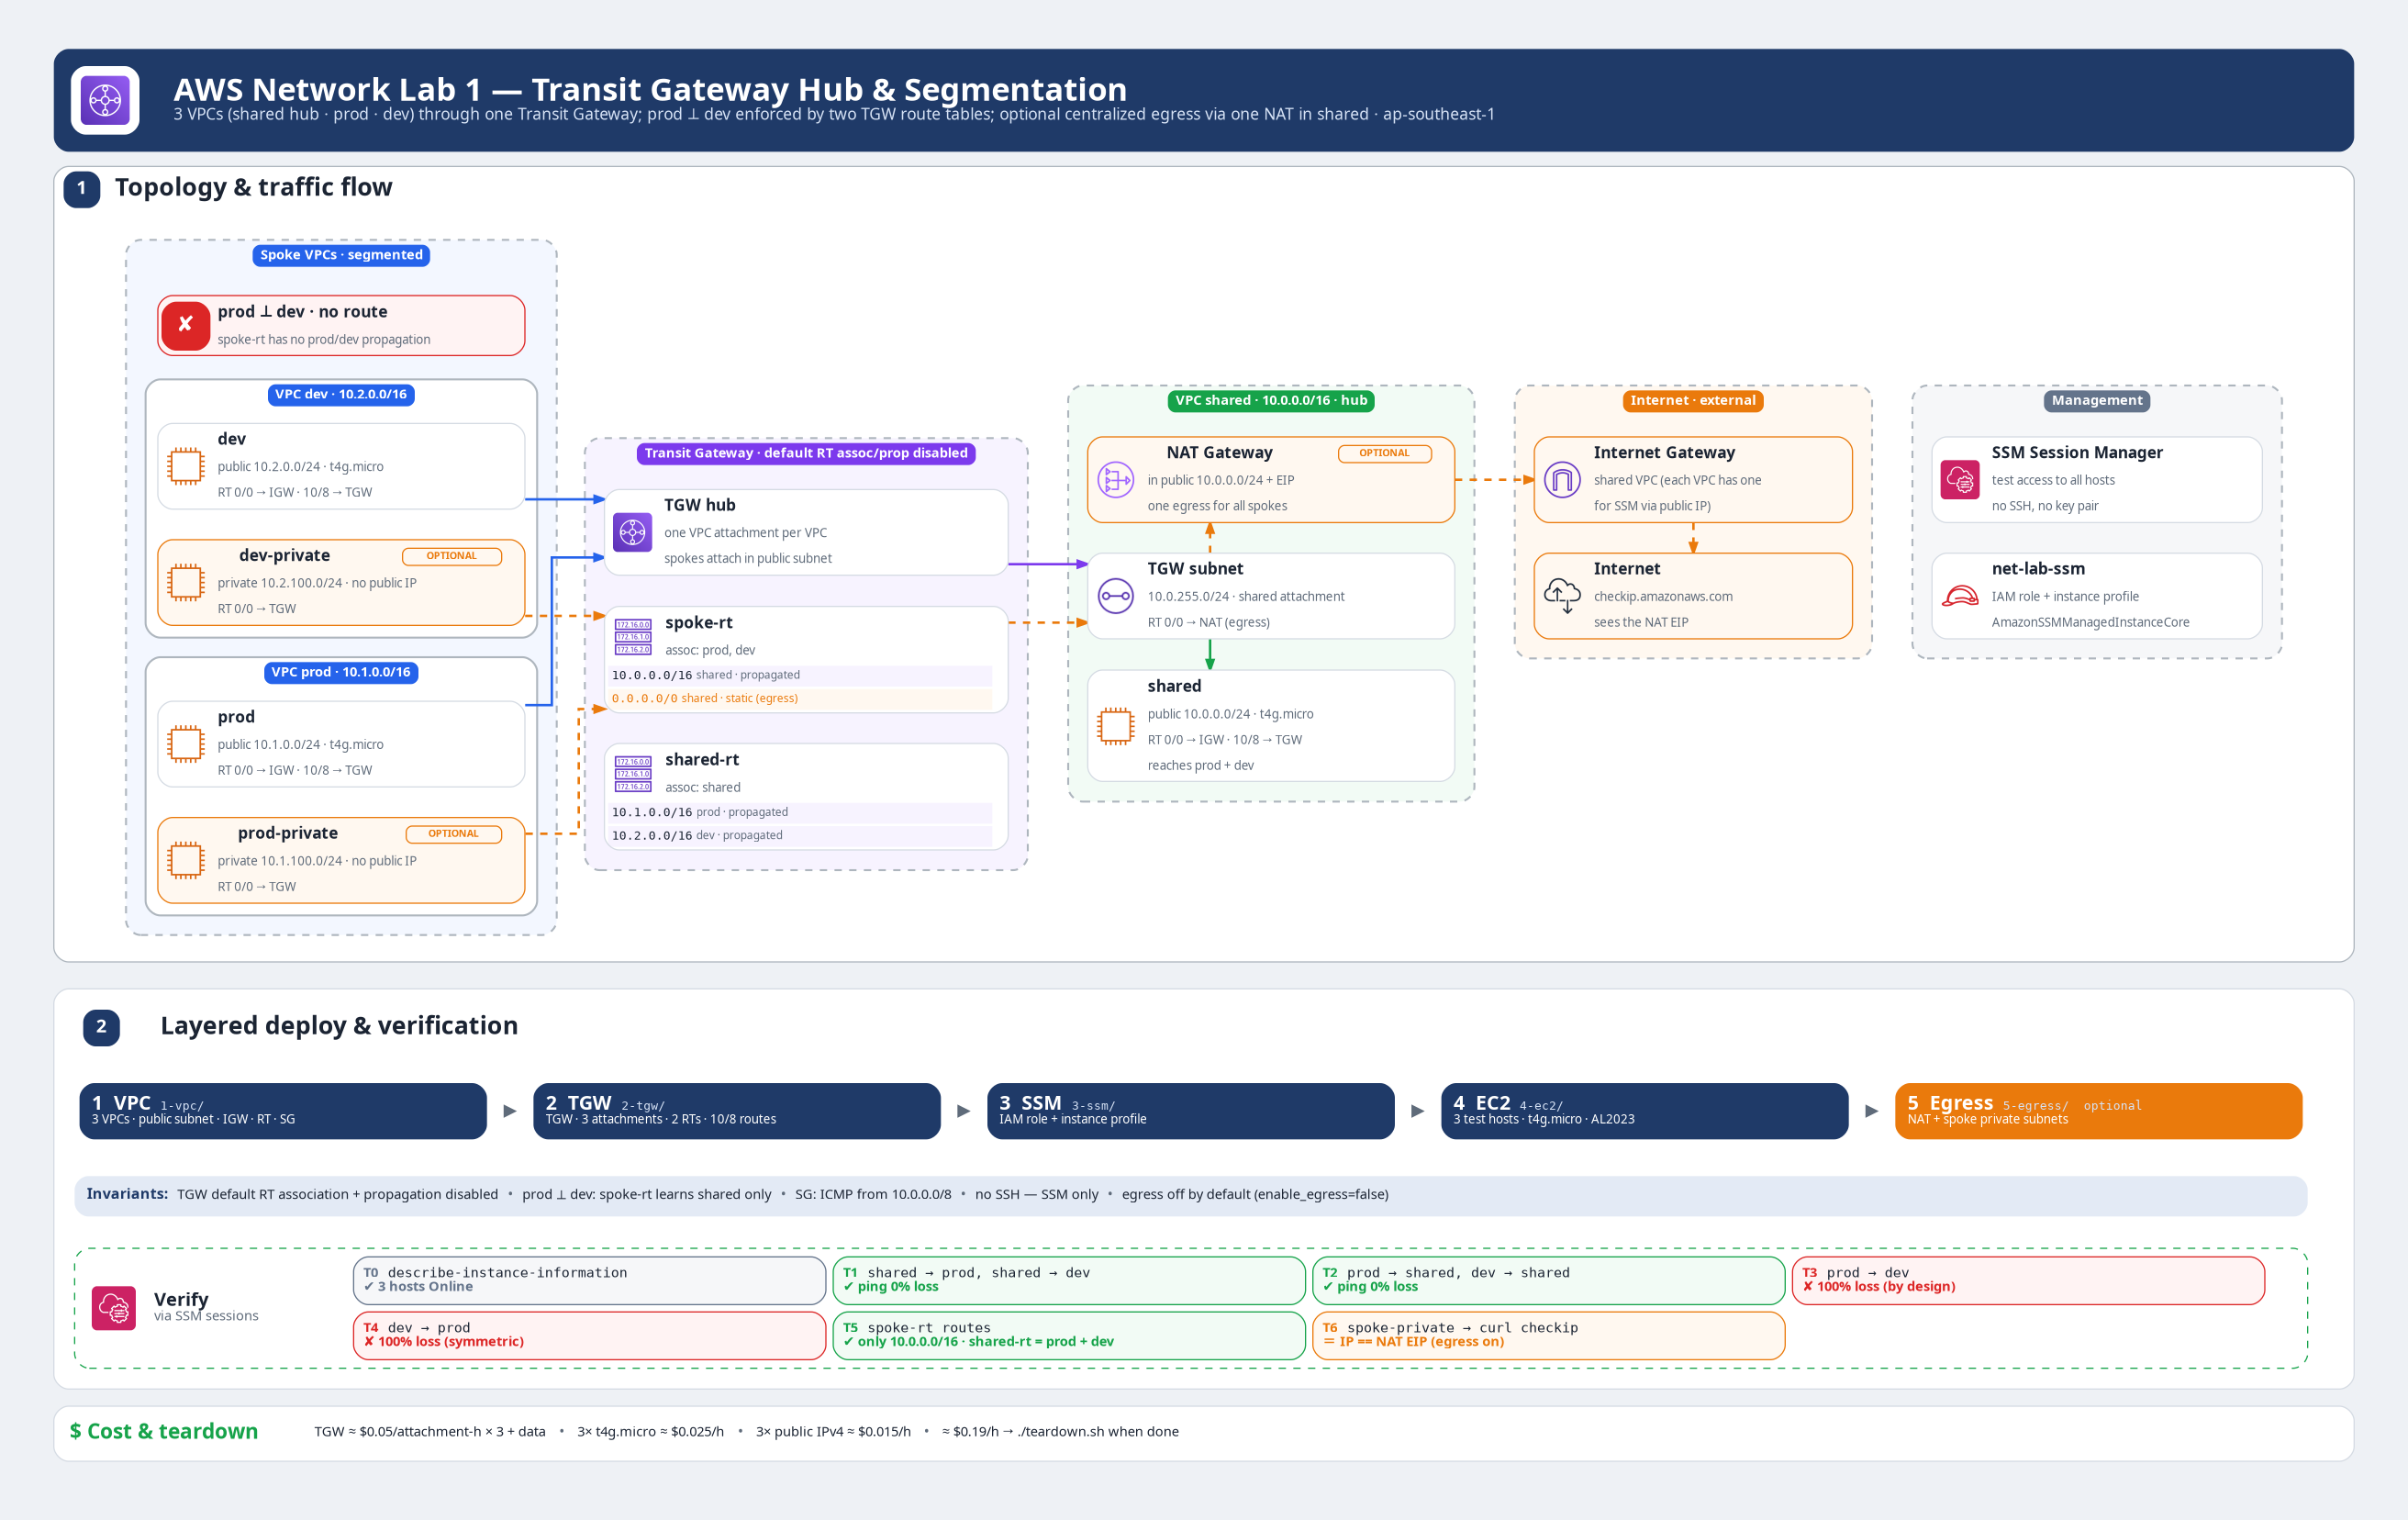 AWS Network Lab 1 — Transit Gateway Hub & Segmentation
3 VPCs (shared hub · prod · dev) through one Transit Gateway; prod ⊥ dev enforced by two TGW route tables; optional centralized egress via one NAT in shared · ap-southeast-1
1 Topology & traffic flow
Spoke VPCs · segmented
✘ prod ⊥ dev · no route
spoke-rt has no prod/dev propagation
VPC dev · 10.2.0.0/16
dev
public 10.2.0.0/24 · t4g.micro
RT 0/0 → IGW · 10/8 → TGW
dev-private OPTIONAL
private 10.2.100.0/24 · no public IP
RT 0/0 → TGW
VPC prod · 10.1.0.0/16
prod
public 10.1.0.0/24 · t4g.micro
RT 0/0 → IGW · 10/8 → TGW
prod-private OPTIONAL
private 10.1.100.0/24 · no public IP
RT 0/0 → TGW
Transit Gateway · default RT assoc/prop disabled
TGW hub
one VPC attachment per VPC
spokes attach in public subnet
172.16.0.0
172.16.1.0
172.16.2.0
spoke-rt
assoc: prod, dev
10.0.0.0/16 shared · propagated
0.0.0.0/0 shared · static (egress)
172.16.0.0
172.16.1.0
172.16.2.0
shared-rt
assoc: shared
10.1.0.0/16 prod · propagated
10.2.0.0/16 dev · propagated
VPC shared · 10.0.0.0/16 · hub
NAT Gateway OPTIONAL
in public 10.0.0.0/24 + EIP
one egress for all spokes
TGW subnet
10.0.255.0/24 · shared attachment
RT 0/0 → NAT (egress)
shared
public 10.0.0.0/24 · t4g.micro
RT 0/0 → IGW · 10/8 → TGW
reaches prod + dev
Internet · external
Internet Gateway
shared VPC (each VPC has one
for SSM via public IP)
Internet
checkip.amazonaws.com
sees the NAT EIP
Management
SSM Session Manager
test access to all hosts
no SSH, no key pair
net-lab-ssm
IAM role + instance profile
AmazonSSMManagedInstanceCore
2 Layered deploy & verification
1 VPC 1-vpc/
3 VPCs · public subnet · IGW · RT · SG
2 TGW 2-tgw/
TGW · 3 attachments · 2 RTs · 10/8 routes
3 SSM 3-ssm/
IAM role + instance profile
4 EC2 4-ec2/
3 test hosts · t4g.micro · AL2023
5 Egress 5-egress/ optional
NAT + spoke private subnets
Invariants: TGW default RT association + propagation disabled • prod ⊥ dev: spoke-rt learns shared only • SG: ICMP from 10.0.0.0/8 • no SSH — SSM only • egress off by default (enable_egress=false)
Verify
via SSM sessions
T0 describe-instance-information
✔ 3 hosts Online
T1 shared → prod, shared → dev
✔ ping 0% loss
T2 prod → shared, dev → shared
✔ ping 0% loss
T3 prod → dev
✘ 100% loss (by design)
T4 dev → prod
✘ 100% loss (symmetric)
T5 spoke-rt routes
✔ only 10.0.0.0/16 · shared-rt = prod + dev
T6 spoke-private → curl checkip
= IP == NAT EIP (egress on)
$ Cost & teardown
TGW ≈ $0.05/attachment-h × 3 + data • 3× t4g.micro ≈ $0.025/h • 3× public IPv4 ≈ $0.015/h • ≈ $0.19/h → ./teardown.sh when done